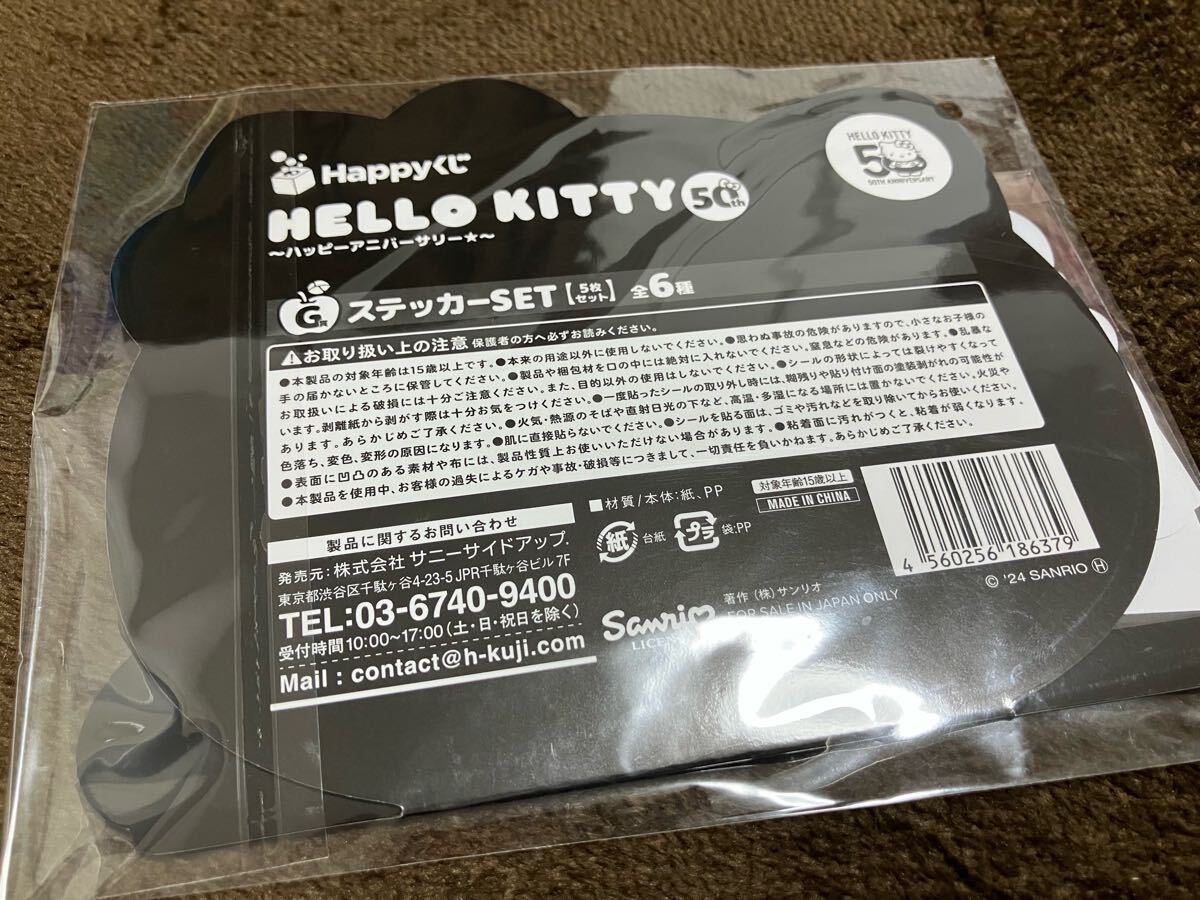 Happyくじ
HELLO KITTY 50th
～ハッピーアニバーサリー★～
HELLO KITTY
50
50TH ANNIVERSARY
G賞 ステッカーSET【5枚セット】全6種
⚠お取り扱い上の注意 保護者の方へ必ずお読みください。
●本製品の対象年齢は15歳以上です。●本来の用途以外に使用しないでください。●思わぬ事故の危険がありますので、小さなお子様の
手の届かないところに保管してください。●製品や梱包材を口の中には絶対に入れないでください。窒息などの危険があります。●乱暴な
お取扱いによる破損には十分ご注意ください。また、目的以外の使用はしないでください。●シールの形状によっては裂けやすくなって
います。剥離紙から剥がす際は十分お気をつけください。●一度貼ったシールの取り外し時には、糊残りや貼り付け面の塗装剥がれの可能性が
あります。あらかじめご了承ください。●火気・熱源のそばや直射日光の下など、高温・多湿になる場所には置かないでください。火災や
色落ち、変色、変形の原因になります。●肌に直接貼らないでください。●シールを貼る面は、ゴミや汚れなどを取り除いてからお使いください。
●表面に凹凸のある素材や布には、製品性質上お使いいただけない場合があります。●粘着面に汚れがつくと、粘着が弱くなります。
●本製品を使用中、お客様の過失によるケガや事故・破損等につきまして、一切責任を負いかねます。あらかじめご了承ください。
製品に関するお問い合わせ
発売元:株式会社 サニーサイドアップ.
東京都渋谷区千駄ヶ谷4-23-5 JPR千駄ヶ谷ビル 7F
TEL:03-6740-9400
受付時間10:00～17:00(土・日・祝日を除く)
Mail : contact@h-kuji.com
■材質/本体:紙、PP
紙 台紙 プラ 袋:PP
対象年齢15歳以上
MADE IN CHINA
4 560256 186379
© '24 SANRIO Ⓗ
著作 (株)サンリオ
Sanrio FOR SALE IN JAPAN ONLY